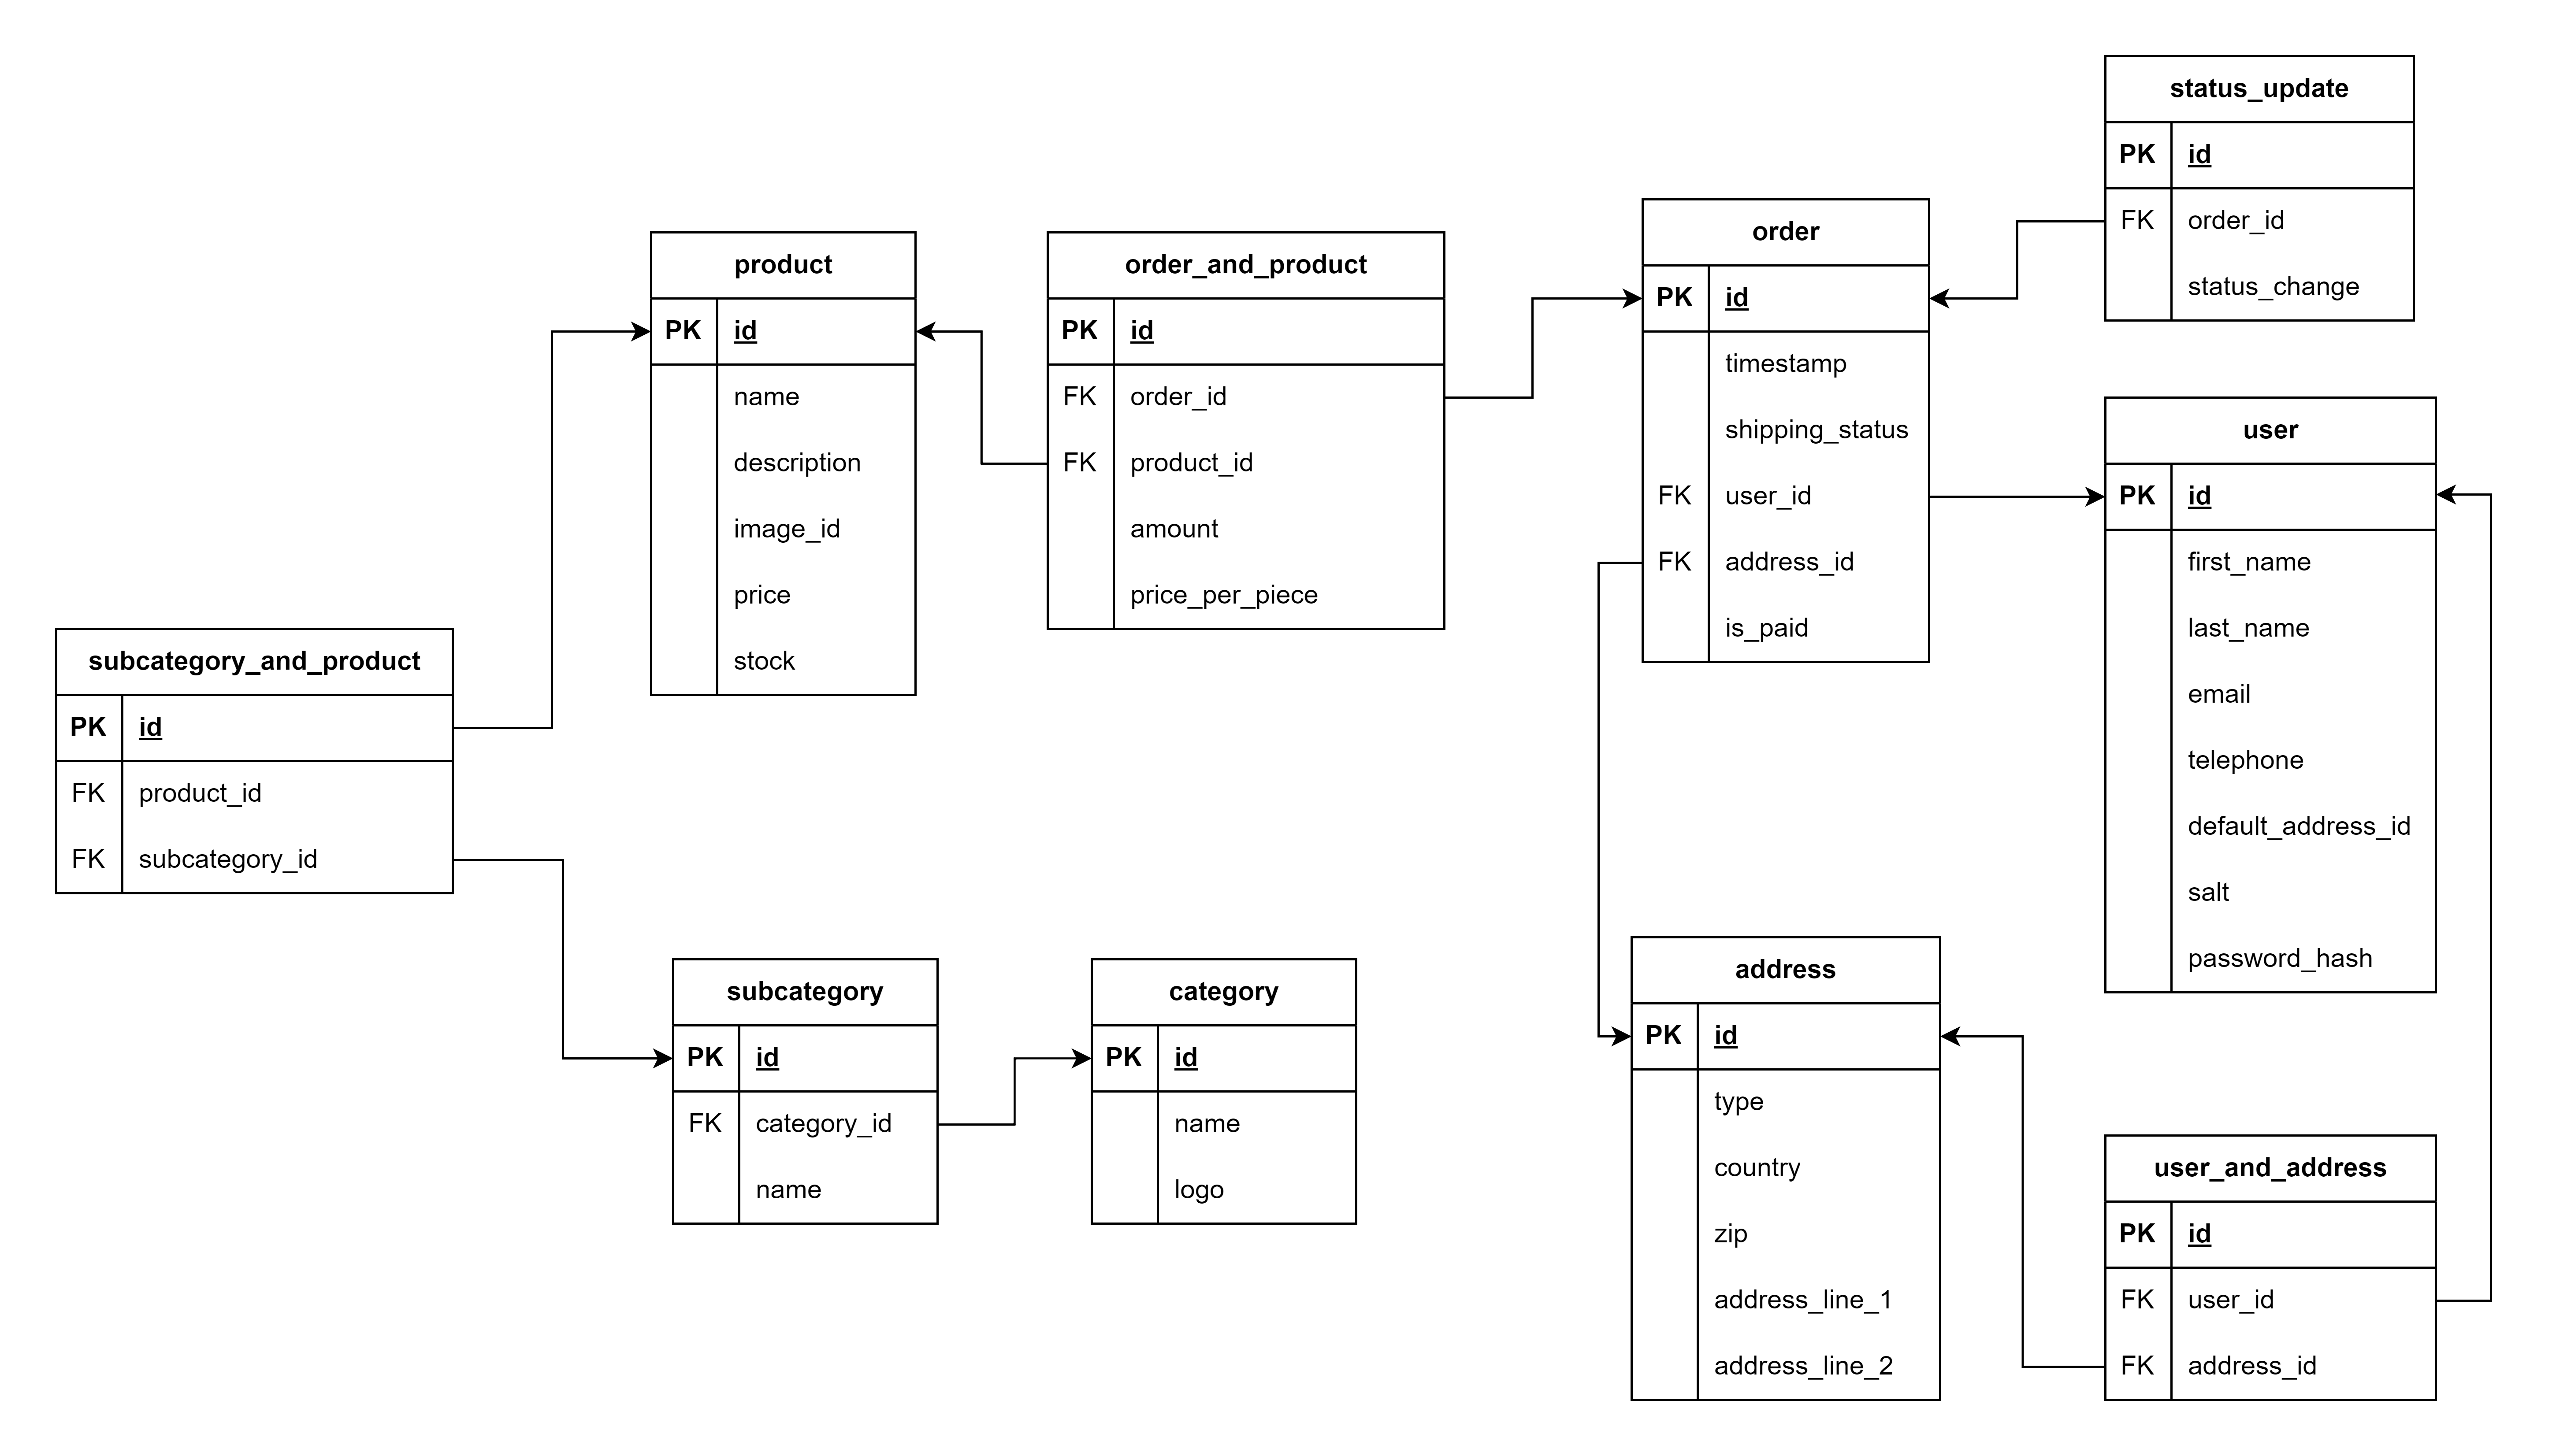 status_update
PK id
FK order_id
status_change
order
PK id
timestamp
shipping_status
FK user_id
FK address_id
is_paid
product
PK id
name
description
image_id
price
stock
order_and_product
PK id
FK order_id
FK product_id
amount
price_per_piece
user
PK id
first_name
last_name
email
telephone
default_address_id
salt
password_hash
subcategory_and_product
PK id
FK product_id
FK subcategory_id
subcategory
PK id
FK category_id
name
category
PK id
name
logo
address
PK id
type
country
zip
address_line_1
address_line_2
user_and_address
PK id
FK user_id
FK address_id